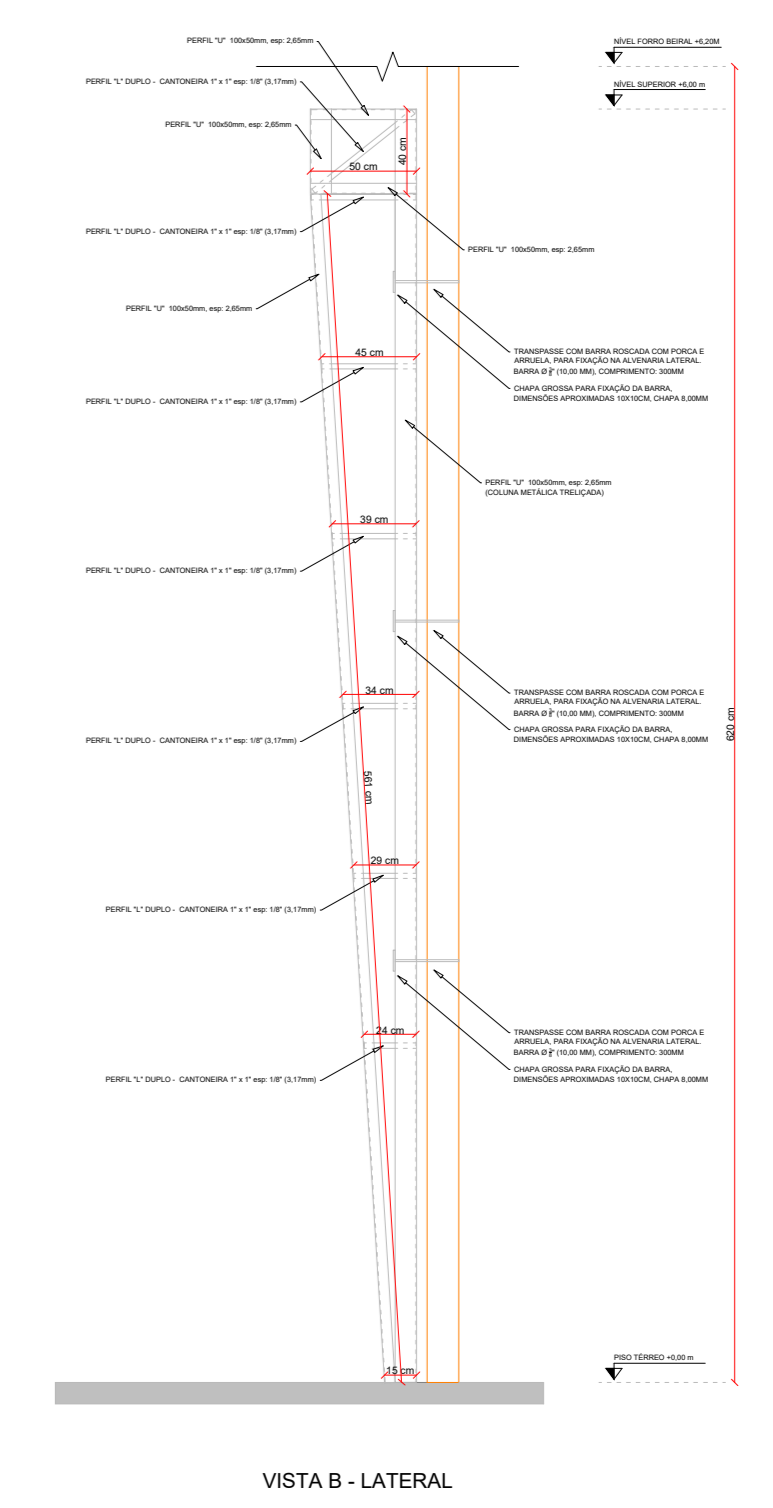 PERFIL "U"  100x50mm, esp: 2,65mm
NÍVEL FORRO BEIRAL +6,20M
PERFIL "L" DUPLO -  CANTONEIRA 1" x 1" esp: 1/8" (3,17mm)
NÍVEL SUPERIOR +6,00 m
PERFIL "U"  100x50mm, esp: 2,65mm
40 cm
50 cm
PERFIL "L" DUPLO -  CANTONEIRA 1" x 1" esp: 1/8" (3,17mm)
PERFIL "U"  100x50mm, esp: 2,65mm
PERFIL "U"  100x50mm, esp: 2,65mm
45 cm
TRANSPASSE COM BARRA ROSCADA COM PORCA E
ARRUELA, PARA FIXAÇÃO NA ALVENARIA LATERAL.
BARRA Ø " (10,00 MM), COMPRIMENTO: 300MM
CHAPA GROSSA PARA FIXAÇÃO DA BARRA,
DIMENSÕES APROXIMADAS 10X10CM, CHAPA 8,00MM
PERFIL "L" DUPLO -  CANTONEIRA 1" x 1" esp: 1/8" (3,17mm)
PERFIL "U"  100x50mm, esp: 2,65mm
(COLUNA METÁLICA TRELIÇADA)
39 cm
PERFIL "L" DUPLO -  CANTONEIRA 1" x 1" esp: 1/8" (3,17mm)
34 cm
TRANSPASSE COM BARRA ROSCADA COM PORCA E
ARRUELA, PARA FIXAÇÃO NA ALVENARIA LATERAL.
BARRA Ø " (10,00 MM), COMPRIMENTO: 300MM
CHAPA GROSSA PARA FIXAÇÃO DA BARRA,
DIMENSÕES APROXIMADAS 10X10CM, CHAPA 8,00MM
620 cm
PERFIL "L" DUPLO -  CANTONEIRA 1" x 1" esp: 1/8" (3,17mm)
561 cm
29 cm
PERFIL "L" DUPLO -  CANTONEIRA 1" x 1" esp: 1/8" (3,17mm)
24 cm
TRANSPASSE COM BARRA ROSCADA COM PORCA E
ARRUELA, PARA FIXAÇÃO NA ALVENARIA LATERAL.
BARRA Ø " (10,00 MM), COMPRIMENTO: 300MM
CHAPA GROSSA PARA FIXAÇÃO DA BARRA,
DIMENSÕES APROXIMADAS 10X10CM, CHAPA 8,00MM
PERFIL "L" DUPLO -  CANTONEIRA 1" x 1" esp: 1/8" (3,17mm)
PISO TÉRREO +0,00 m
15 cm
VISTA B - LATERAL